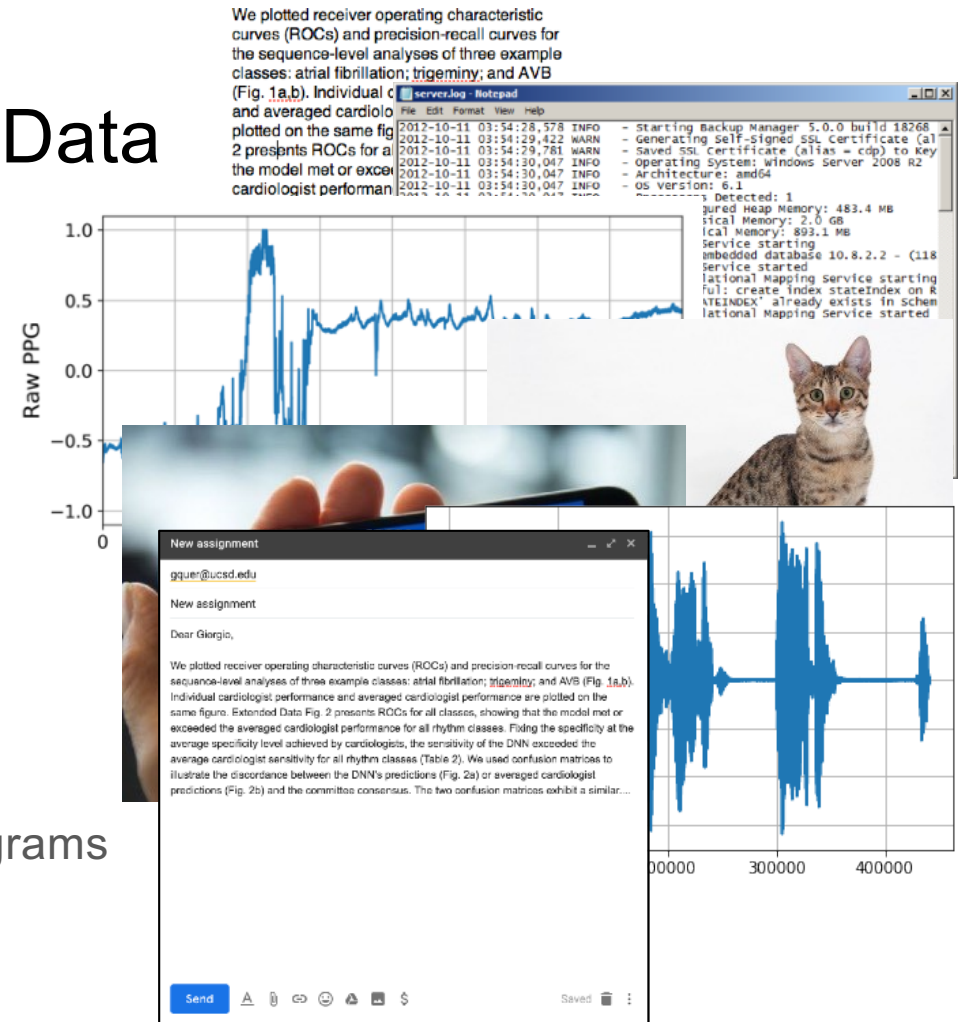 We plotted receiver operating characteristic
curves (ROCs) and precision-recall curves for
the sequence-level analyses of three example
classes: atrial fibrillation; trigeminy; and AVB
(Fig. 1a,b). Individual
and averaged cardiolo
plotted on the same fig
2 presents ROCs for a
the model met or excee
cardiologist performan
Data
server.log - Notepad
File Edit Format View Help
2012-10-11 03:54:28,578 INFO - Starting Backup Manager 5.0.0 build 18268
2012-10-11 03:54:29,422 WARN - Generating Self-Signed SSL Certificate (al
2012-10-11 03:54:29,781 WARN - Saved SSL Certificate (alias = cdp) to Key
2012-10-11 03:54:30,047 INFO - Operating System: Windows Server 2008 R2
2012-10-11 03:54:30,047 INFO - Architecture: amd64
2012-10-11 03:54:30,047 INFO - OS Version: 6.1
2012-10-11 03:54:30,047 INFO - Processors Detected: 1
gured Heap Memory: 483.4 MB
sical Memory: 2.0 GB
ical Memory: 893.1 MB
Service starting
embedded database 10.8.2.2 - (118
Service started
lational Mapping Service starting
ful: create index stateIndex on R
ATEINDEX' already exists in Schem
lational Mapping Service started
1.0
0.5
0.0
−0.5
−1.0
Raw PPG
0
New assignment
gquer@ucsd.edu
New assignment
Dear Giorgio,
We plotted receiver operating characteristic curves (ROCs) and precision-recall curves for the
sequence-level analyses of three example classes: atrial fibrillation; trigeminy; and AVB (Fig. 1a,b).
Individual cardiologist performance and averaged cardiologist performance are plotted on the
same figure. Extended Data Fig. 2 presents ROCs for all classes, showing that the model met or
exceeded the averaged cardiologist performance for all rhythm classes. Fixing the specificity at the
average specificity level achieved by cardiologists, the sensitivity of the DNN exceeded the
average cardiologist sensitivity for all rhythm classes (Table 2). We used confusion matrices to
illustrate the discordance between the DNN's predictions (Fig. 2a) or averaged cardiologist
predictions (Fig. 2b) and the committee consensus. The two confusion matrices exhibit a similar....
Send
Saved
grams
00000 300000 400000